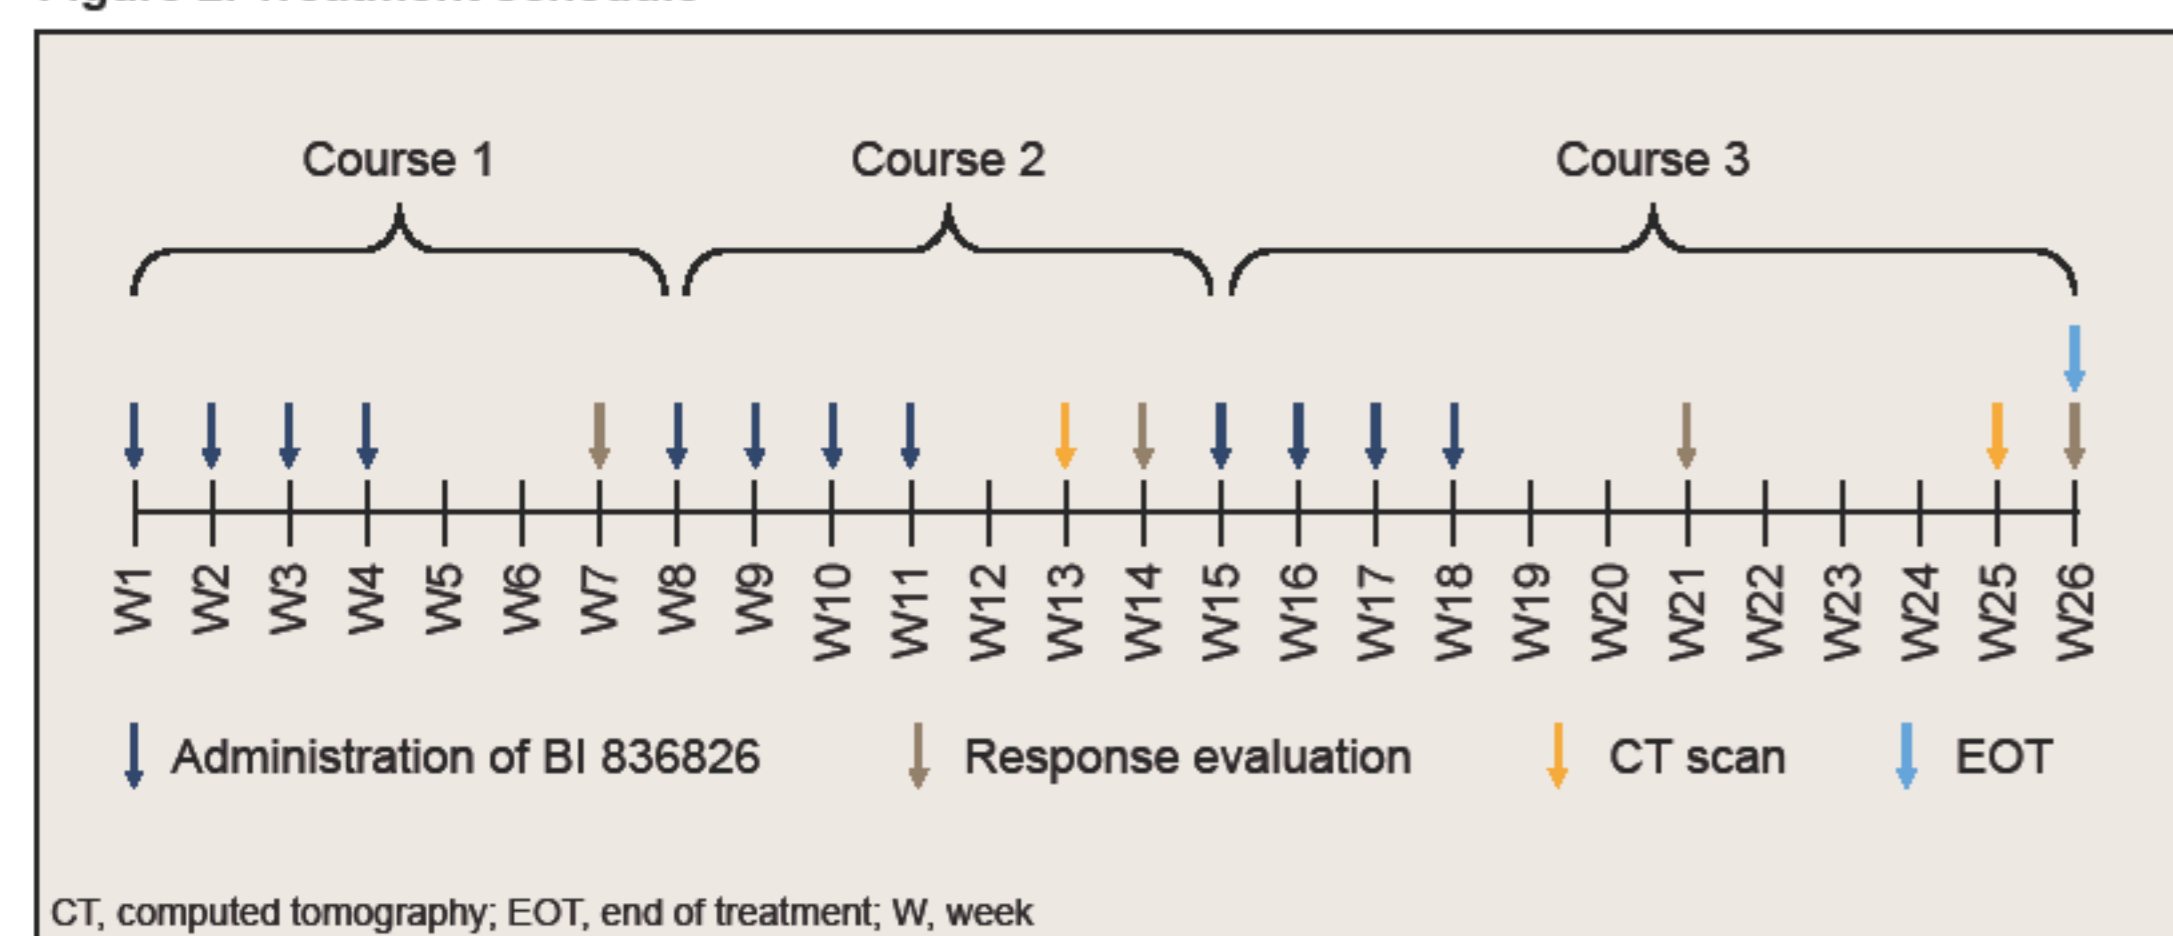 Course 1 Course 2 Course 3
W1 W2 W3 W4 W5 W6 W7 W8 W9 W10 W11 W12 W13 W14 W15 W16 W17 W18 W19 W20 W21 W22 W23 W24 W25 W26
Administration of BI 836826 Response evaluation CT scan EOT
CT, computed tomography; EOT, end of treatment; W, week